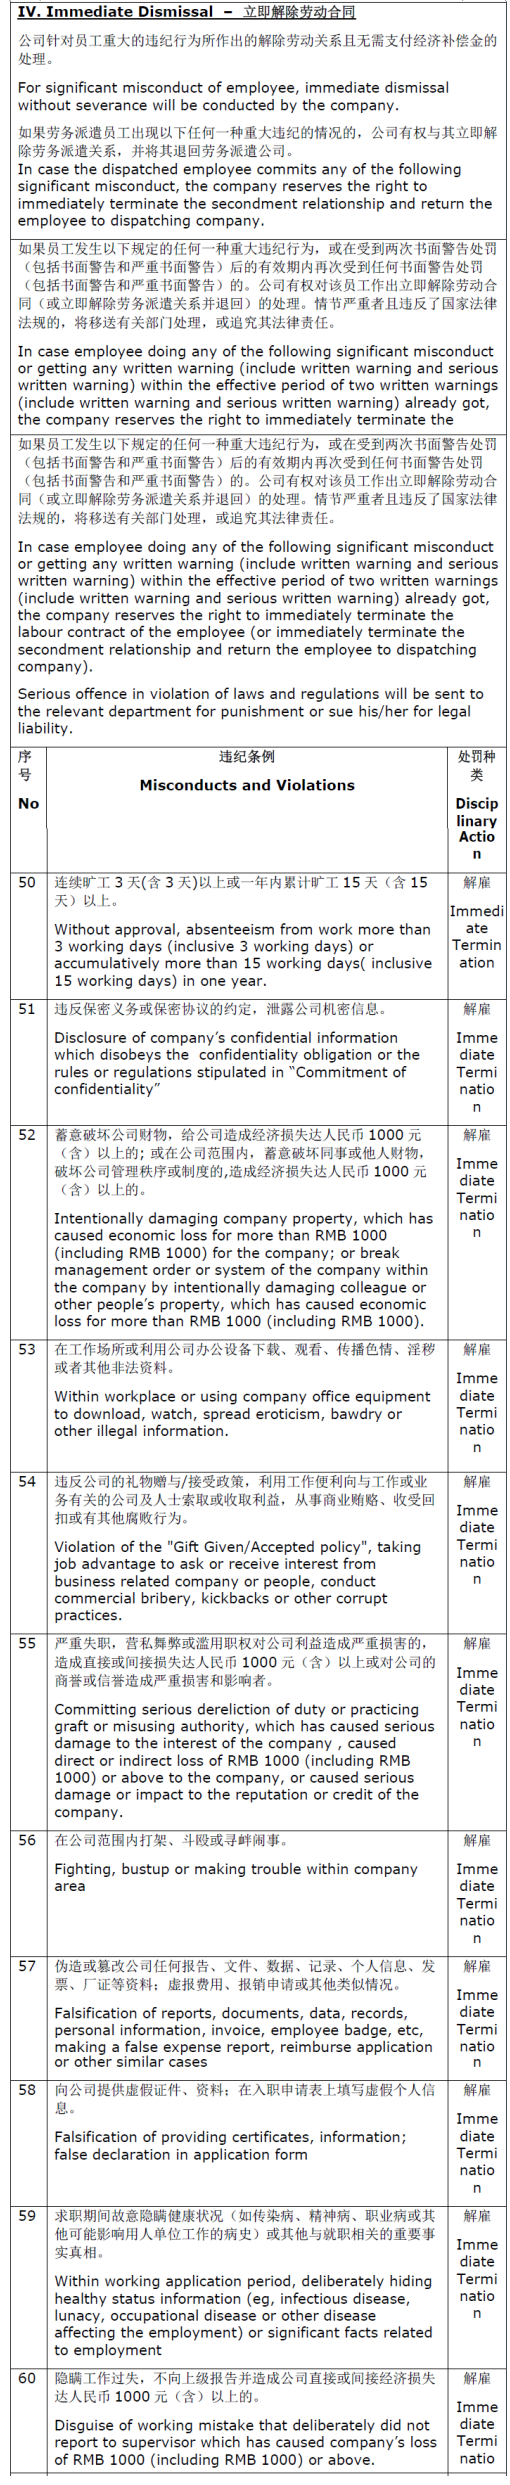 IV. Immediate Dismissal – 立即解除劳动合同
公司针对员工重大的违纪行为所作出的解除劳动关系且无需支付经济补偿金的
处理。
For significant misconduct of employee, immediate dismissal
without severance will be conducted by the company.
如果劳务派遣员工出现以下任何一种重大违纪的情况的，公司有权与其立即解
除劳务派遣关系，并将其退回劳务派遣公司。
In case the dispatched employee commits any of the following
significant misconduct, the company reserves the right to
immediately terminate the secondment relationship and return the
employee to dispatching company.
如果员工发生以下规定的任何一种重大违纪行为，或在受到两次书面警告处罚
（包括书面警告和严重书面警告）后的有效期内再次受到任何书面警告处罚
（包括书面警告和严重书面警告）的。公司有权对该员工作出立即解除劳动合
同（或立即解除劳务派遣关系并退回）的处理。情节严重者且违反了国家法律
法规的，将移送有关部门处理，或追究其法律责任。
In case employee doing any of the following significant misconduct
or getting any written warning (include written warning and serious
written warning) within the effective period of two written warnings
(include written warning and serious written warning) already got,
the company reserves the right to immediately terminate the
如果员工发生以下规定的任何一种重大违纪行为，或在受到两次书面警告处罚
（包括书面警告和严重书面警告）后的有效期内再次受到任何书面警告处罚
（包括书面警告和严重书面警告）的。公司有权对该员工作出立即解除劳动合
同（或立即解除劳务派遣关系并退回）的处理。情节严重者且违反了国家法律
法规的，将移送有关部门处理，或追究其法律责任。
In case employee doing any of the following significant misconduct
or getting any written warning (include written warning and serious
written warning) within the effective period of two written warnings
(include written warning and serious written warning) already got,
the company reserves the right to immediately terminate the
labour contract of the employee (or immediately terminate the
secondment relationship and return the employee to dispatching
company).
Serious offence in violation of laws and regulations will be sent to
the relevant department for punishment or sue his/her for legal
liability.
序
号
No
违纪条例
Misconducts and Violations
处罚种
类
Discip
linary
Actio
n
50
连续旷工 3 天(含 3 天)以上或一年内累计旷工 15 天（含 15
天）以上。
Without approval, absenteeism from work more than
3 working days (inclusive 3 working days) or
accumulatively more than 15 working days( inclusive
15 working days) in one year.
解雇
Immedi
ate
Termin
ation
51
违反保密义务或保密协议的约定，泄露公司机密信息。
Disclosure of company’s confidential information
which disobeys the confidentiality obligation or the
rules or regulations stipulated in “Commitment of
confidentiality”
解雇
Imme
diate
Termi
natio
n
52
蓄意破坏公司财物，给公司造成经济损失达人民币 1000 元
（含）以上的; 或在公司范围内，蓄意破坏同事或他人财物，
破坏公司管理秩序或制度的,造成经济损失达人民币 1000 元
（含）以上的。
Intentionally damaging company property, which has
caused economic loss for more than RMB 1000
(including RMB 1000) for the company; or break
management order or system of the company within
the company by intentionally damaging colleague or
other people’s property, which has caused economic
loss for more than RMB 1000 (including RMB 1000).
解雇
Imme
diate
Termi
natio
n
53
在工作场所或利用公司办公设备下载、观看、传播色情、淫秽
或者其他非法资料。
Within workplace or using company office equipment
to download, watch, spread eroticism, bawdry or
other illegal information.
解雇
Imme
diate
Termi
natio
n
54
违反公司的礼物赠与/接受政策，利用工作便利向与工作或业
务有关的公司及人士索取或收取利益，从事商业贿赂、收受回
扣或有其他腐败行为。
Violation of the "Gift Given/Accepted policy", taking
job advantage to ask or receive interest from
business related company or people, conduct
commercial bribery, kickbacks or other corrupt
practices.
解雇
Imme
diate
Termi
natio
n
55
严重失职，营私舞弊或滥用职权对公司利益造成严重损害的，
造成直接或间接损失达人民币 1000 元（含）以上或对公司的
商誉或信誉造成严重损害和影响者。
Committing serious dereliction of duty or practicing
graft or misusing authority, which has caused serious
damage to the interest of the company , caused
direct or indirect loss of RMB 1000 (including RMB
1000) or above to the company, or caused serious
damage or impact to the reputation or credit of the
company.
解雇
Imme
diate
Termi
natio
n
56
在公司范围内打架、斗殴或寻衅闹事。
Fighting, bustup or making trouble within company
area
解雇
Imme
diate
Termi
natio
n
57
伪造或篡改公司任何报告、文件、数据、记录、个人信息、发
票、厂证等资料；虚报费用、报销申请或其他类似情况。
Falsification of reports, documents, data, records,
personal information, invoice, employee badge, etc,
making a false expense report, reimburse application
or other similar cases
解雇
Imme
diate
Termi
natio
n
58
向公司提供虚假证件、资料；在入职申请表上填写虚假个人信
息。
Falsification of providing certificates, information;
false declaration in application form
解雇
Imme
diate
Termi
natio
n
59
求职期间故意隐瞒健康状况（如传染病、精神病、职业病或其
他可能影响用人单位工作的病史）或其他与就职相关的重要事
实真相。
Within working application period, deliberately hiding
healthy status information (eg, infectious disease,
lunacy, occupational disease or other disease
affecting the employment) or significant facts related
to employment
解雇
Imme
diate
Termi
natio
n
60
隐瞒工作过失，不向上级报告并造成公司直接或间接经济损失
达人民币 1000 元（含）以上的。
Disguise of working mistake that deliberately did not
report to supervisor which has caused company’s loss
of RMB 1000 (including RMB 1000) or above.
解雇
Imme
diate
Termi
natio